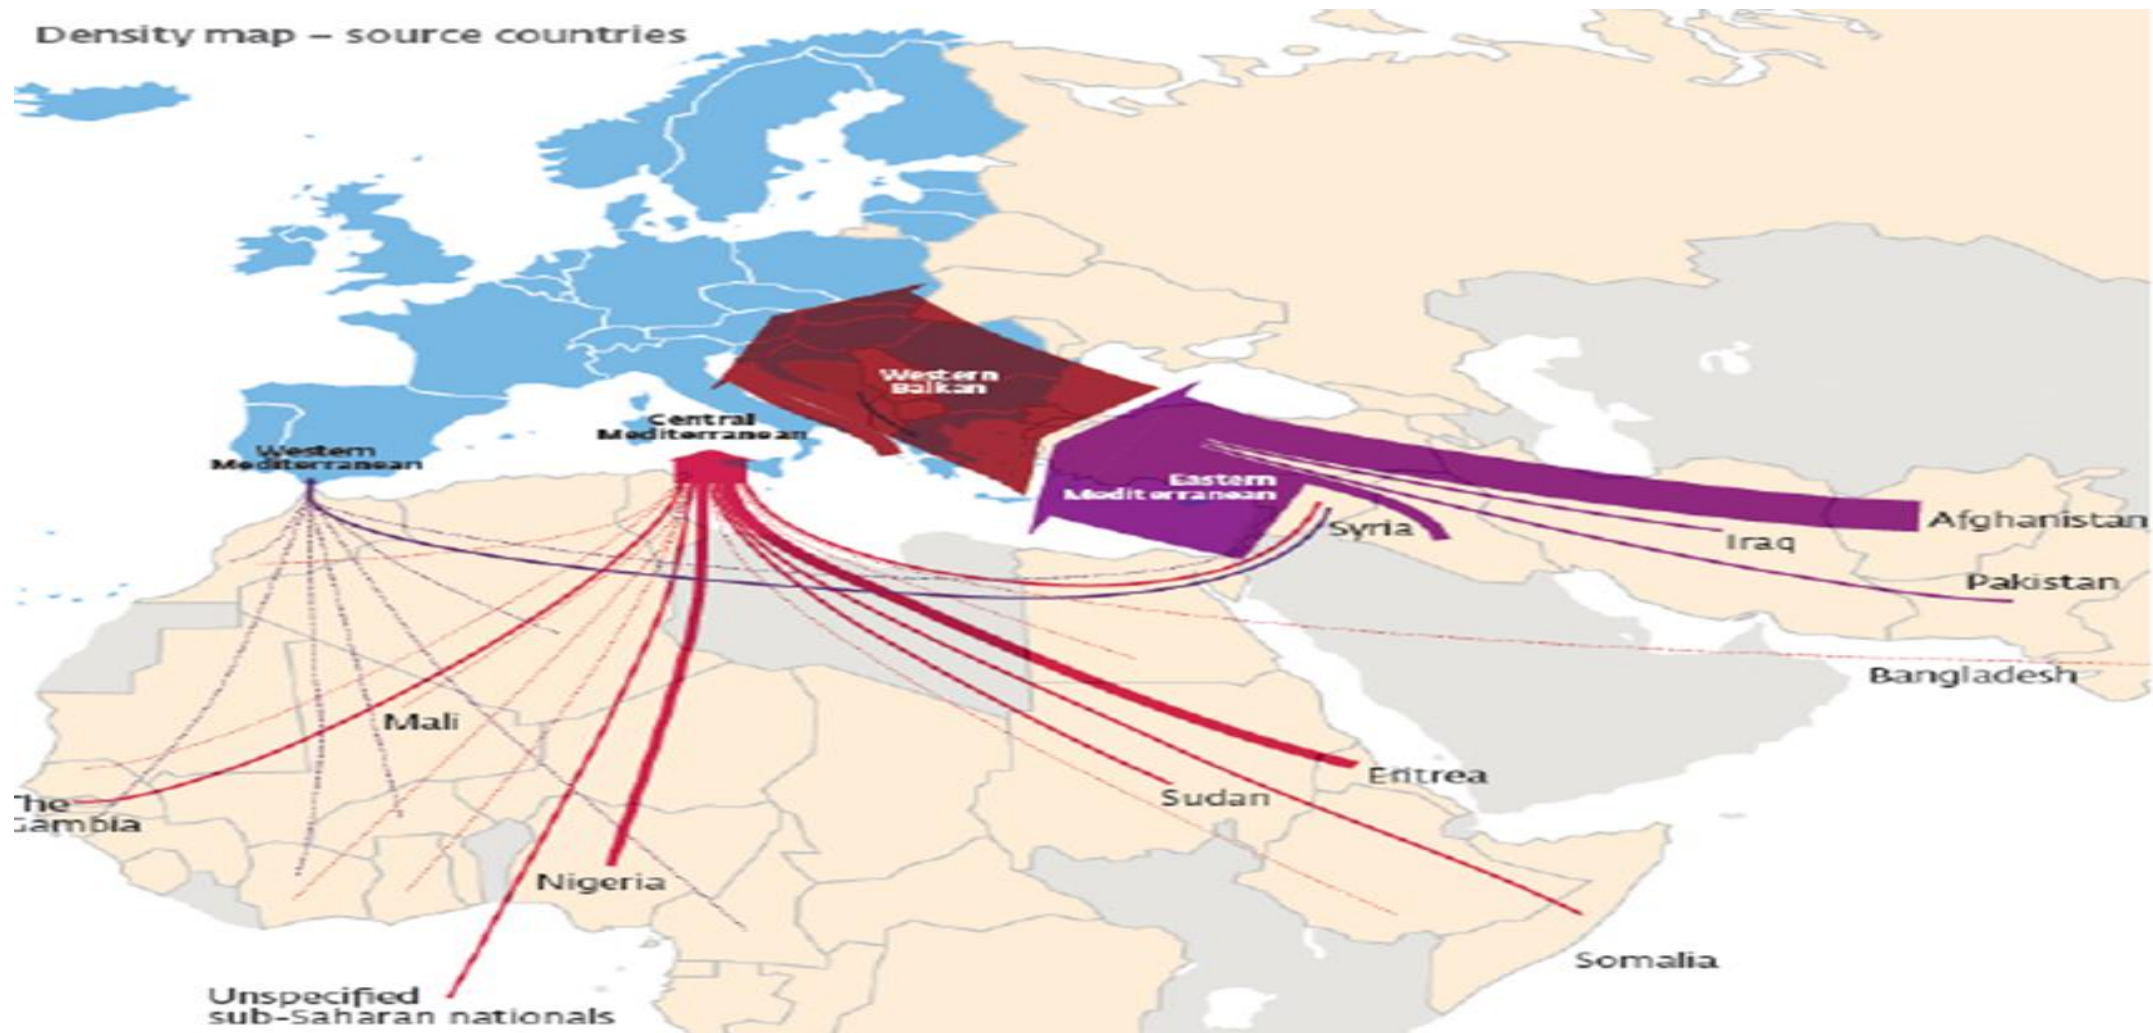 Density map – source countries
Western
Balkan
Central
Mediterranean
Western
Mediterranean
Eastern
Mediterranean
Syria
Afghanistan
Iraq
Pakistan
Bangladesh
Mali
The
Gambia
Eritrea
Sudan
Nigeria
Somalia
Unspecified
sub-Saharan nationals